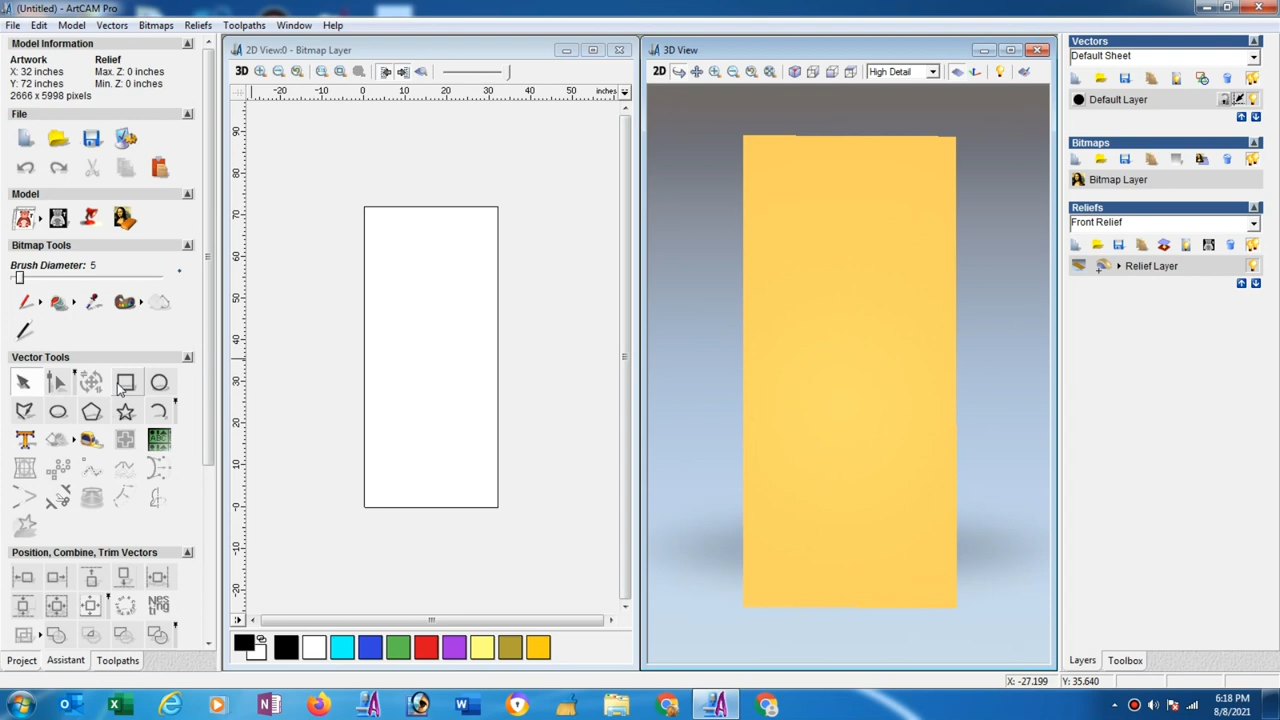 (Untitled) - ArtCAM Pro
File Edit Model Vectors Bitmaps Reliefs Toolpaths Window Help
Model Information
Artwork Relief
X: 32 inches Max. Z: 0 inches
Y: 72 inches Min. Z: 0 inches
2666 x 5998 pixels
File
Model
Bitmap Tools
Brush Diameter: 5
Vector Tools
Position, Combine, Trim Vectors
Project Assistant Toolpaths
2D View:0 - Bitmap Layer
3D
-20 -10 0 10 20 30 40 50 inches
90
80
70
60
50
40
30
20
10
-0
-10
-20
3D View
2D High Detail
Vectors
Default Sheet
Default Layer
Bitmaps
Bitmap Layer
Reliefs
Front Relief
Relief Layer
Layers Toolbox
X: -27.199 Y: 35.640
6:18 PM
8/8/2021